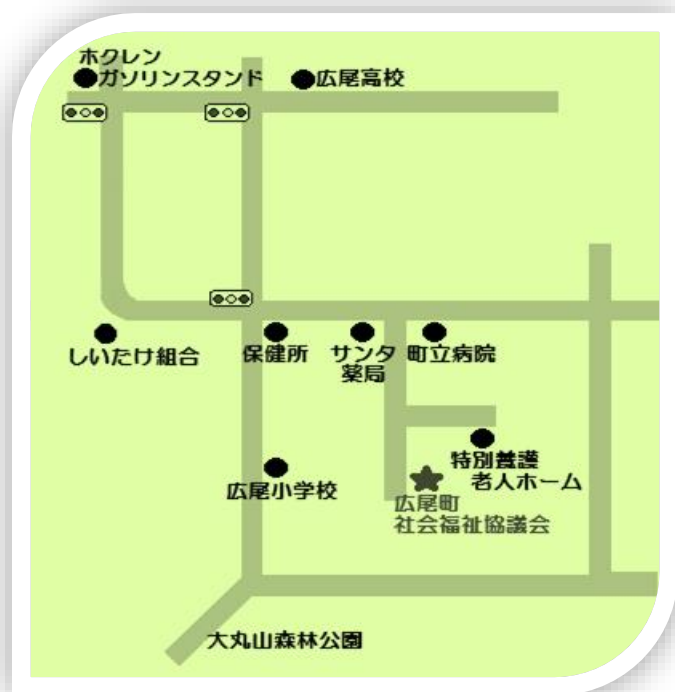 ホクレン
ガソリンスタンド
広尾高校
しいたけ組合
保健所
サンタ
薬局
町立病院
特別養護
老人ホーム
広尾小学校
広尾町
社会福祉協議会
大丸山森林公園